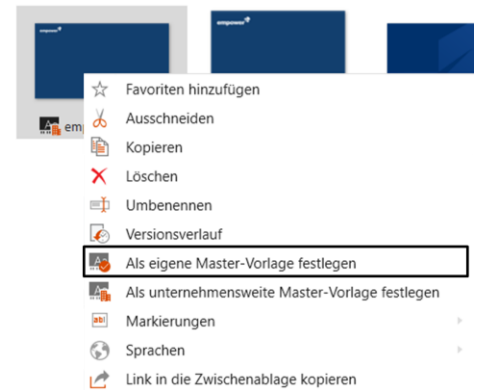 empower
empower
Favoriten hinzufügen
Ausschneiden
Kopieren
Löschen
Umbenennen
Versionsverlauf
Als eigene Master-Vorlage festlegen
Als unternehmensweite Master-Vorlage festlegen
abl Markierungen
Sprachen
Link in die Zwischenablage kopieren